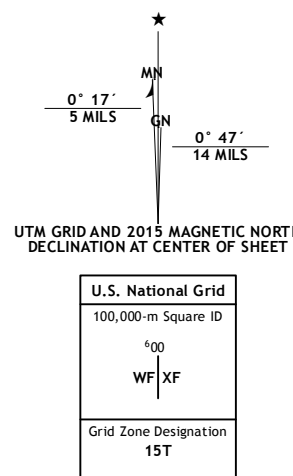 ★
MN
0° 17´
5 MILS
GN
0° 47´
14 MILS
UTM GRID AND 2015 MAGNETIC NORT
DECLINATION AT CENTER OF SHEET
U.S. National Grid
100,000-m Square ID
⁶00
WF XF
Grid Zone Designation
15T